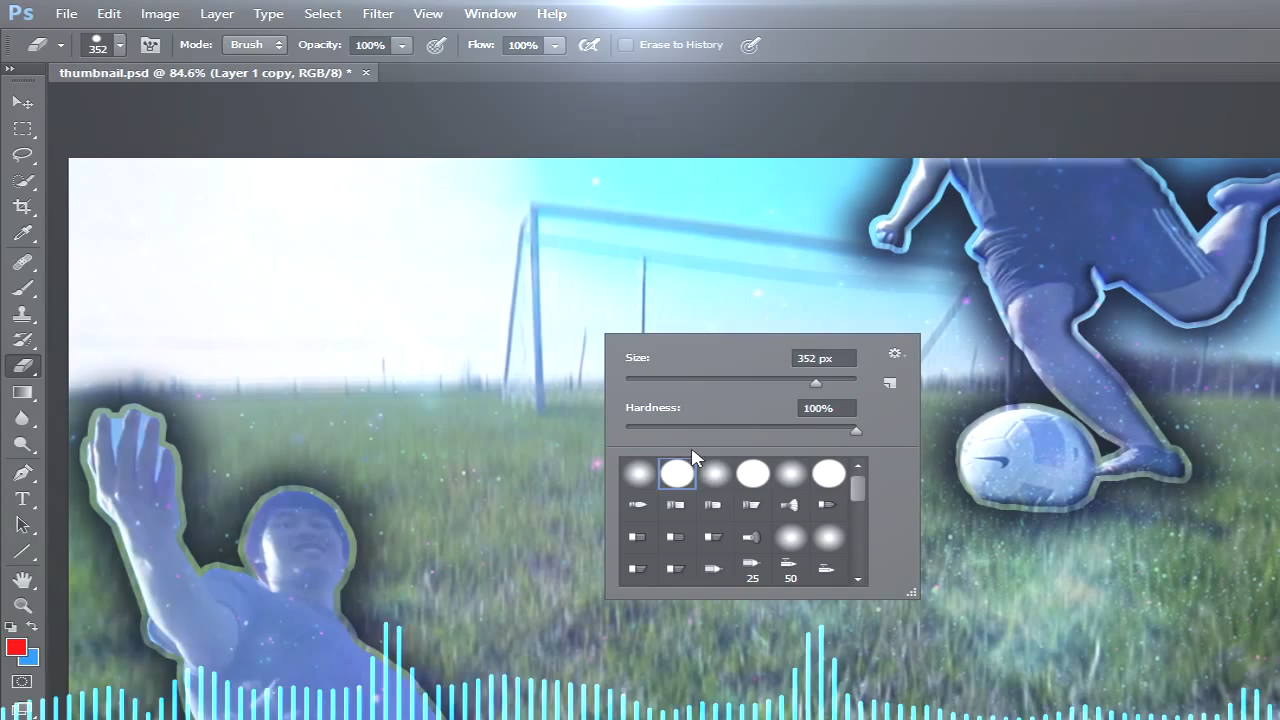 Ps File Edit Image Layer Type Select Filter View Window Help
352 Mode: Brush Opacity: 100% Flow: 100% Erase to History
thumbnail.psd @ 84.6% (Layer 1 copy, RGB/8) * ×
Size: 352 px
Hardness: 100%
25 50
T